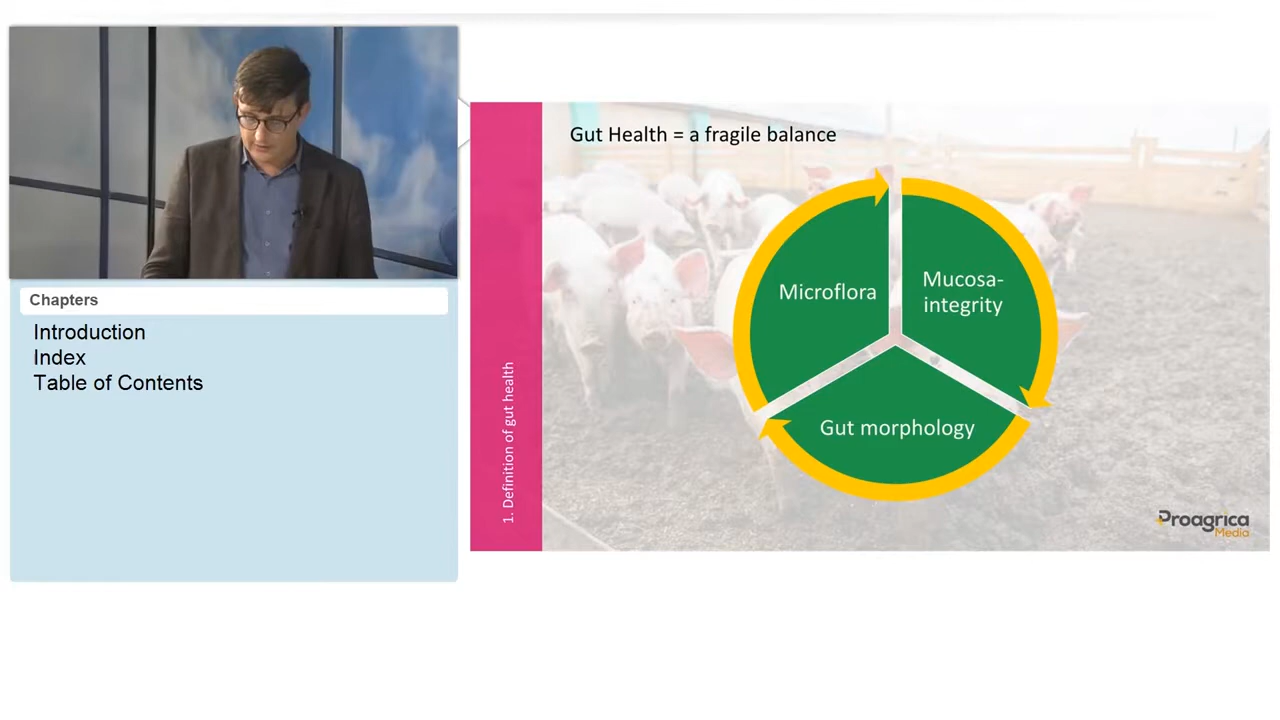 Chapters
Introduction
Index
Table of Contents
1. Definition of gut health
Gut Health = a fragile balance
Microflora
Mucosa-
integrity
Gut morphology
Proagrica
Media